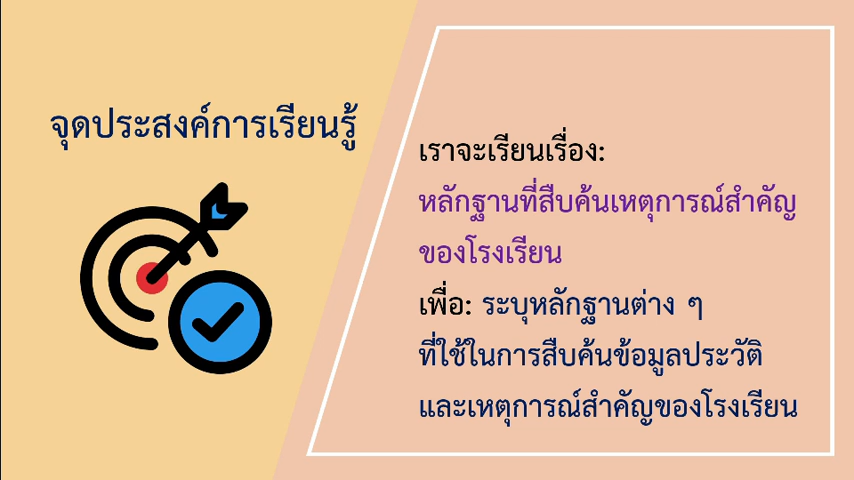 จุดประสงค์การเรียนรู้
เราจะเรียนเรื่อง:
หลักฐานที่สืบค้นเหตุการณ์สำคัญ
ของโรงเรียน
เพื่อ: ระบุหลักฐานต่าง ๆ
ที่ใช้ในการสืบค้นข้อมูลประวัติ
และเหตุการณ์สำคัญของโรงเรียน